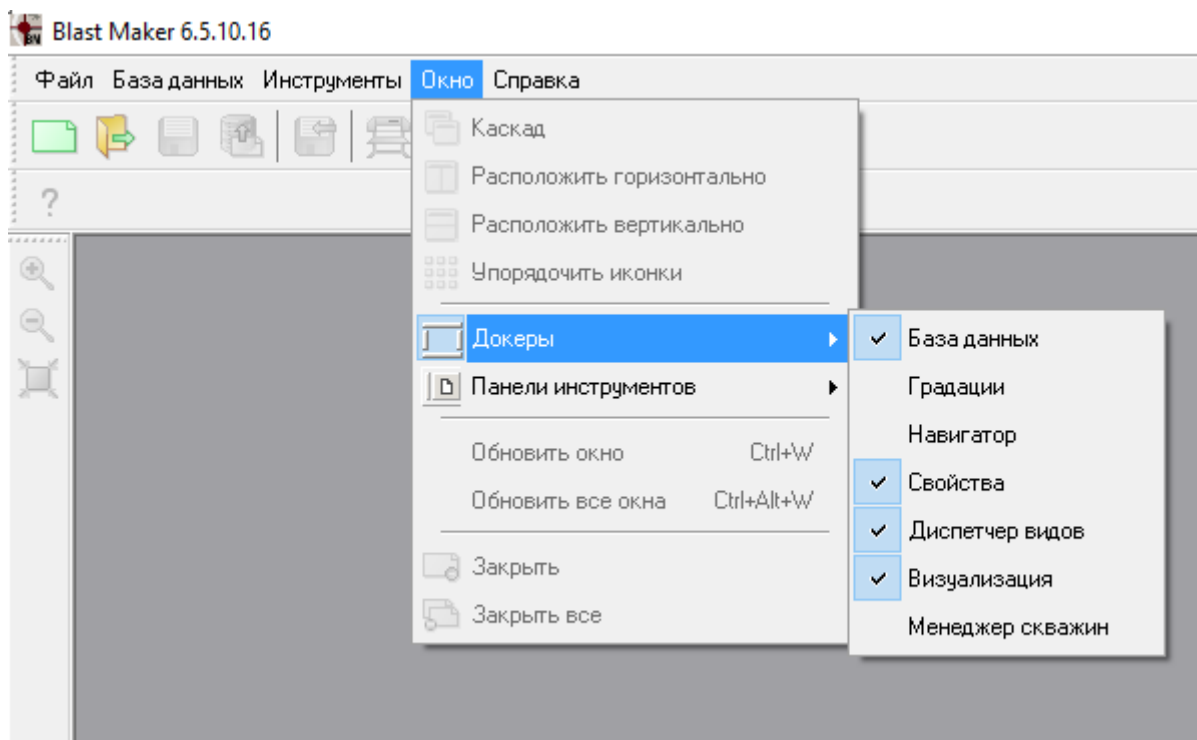 Blast Maker 6.5.10.16
Файл База данных Инструменты Окно Справка
?
Каскад
Расположить горизонтально
Расположить вертикально
Упорядочить иконки
Докеры
Панели инструментов
Обновить окно Ctrl+W
Обновить все окна Ctrl+Alt+W
Закрыть
Закрыть все
База данных
Градации
Навигатор
Свойства
Диспетчер видов
Визуализация
Менеджер скважин